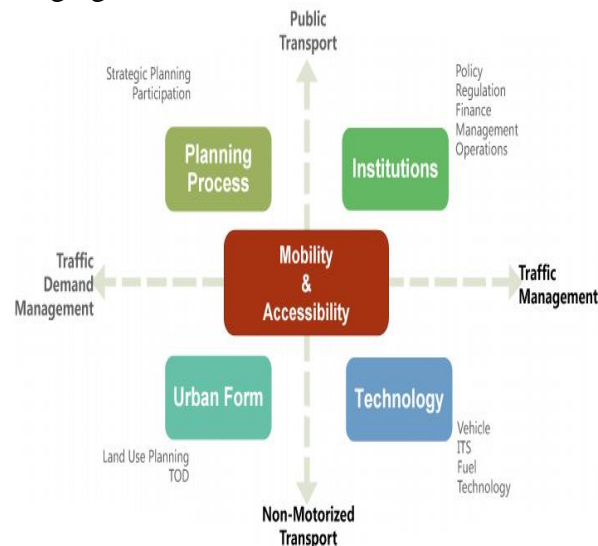 Public
Transport
Strategic Planning
Participation
Policy
Regulation
Finance
Management
Operations
Planning
Process
Institutions
Traffic
Demand
Management
Mobility
&
Accessibility
Traffic
Management
Urban Form
Technology
Land Use Planning
TOD
Vehicle
ITS
Fuel
Technology
Non-Motorized
Transport